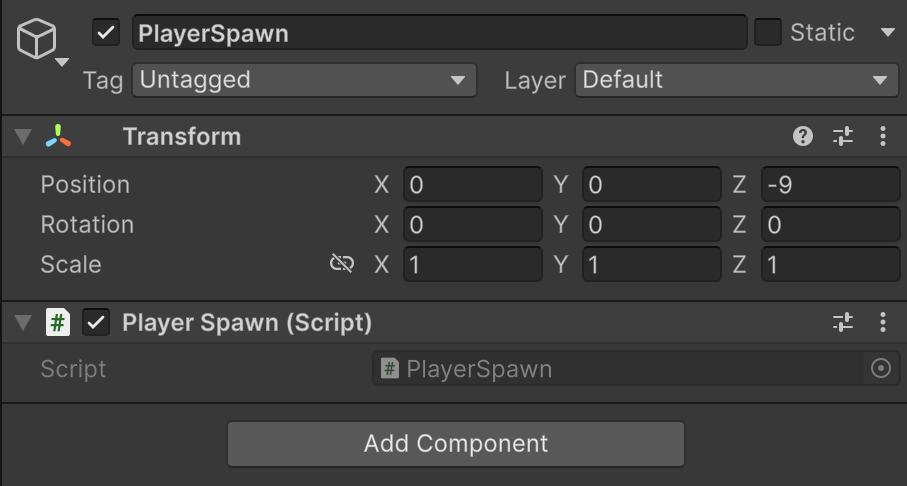 PlayerSpawn Static
Tag Untagged Layer Default
Transform
Position X 0 Y 0 Z -9
Rotation X 0 Y 0 Z 0
Scale X 1 Y 1 Z 1
# Player Spawn (Script)
Script # PlayerSpawn
Add Component